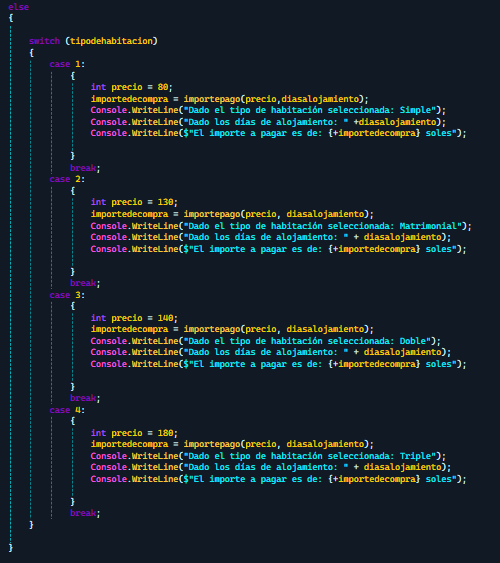 else
{
switch (tipodehabitacion)
{
case 1:
{
int precio = 80;
importedecompra = importepago(precio,diasalojamiento);
Console.WriteLine("Dado el tipo de habitación seleccionada: Simple");
Console.WriteLine("Dado los días de alojamiento: " +diasalojamiento);
Console.WriteLine($"El importe a pagar es de: {+importedecompra} soles");
}
break;
case 2:
{
int precio = 130;
importedecompra = importepago(precio, diasalojamiento);
Console.WriteLine("Dado el tipo de habitación seleccionada: Matrimonial");
Console.WriteLine("Dado los días de alojamiento: " + diasalojamiento);
Console.WriteLine($"El importe a pagar es de: {+importedecompra} soles");
}
break;
case 3:
{
int precio = 140;
importedecompra = importepago(precio, diasalojamiento);
Console.WriteLine("Dado el tipo de habitación seleccionada: Doble");
Console.WriteLine("Dado los días de alojamiento: " + diasalojamiento);
Console.WriteLine($"El importe a pagar es de: {+importedecompra} soles");
}
break;
case 4:
{
int precio = 180;
importedecompra = importepago(precio, diasalojamiento);
Console.WriteLine("Dado el tipo de habitación seleccionada: Triple");
Console.WriteLine("Dado los días de alojamiento: " + diasalojamiento);
Console.WriteLine($"El importe a pagar es de: {+importedecompra} soles");
}
break;
}
}